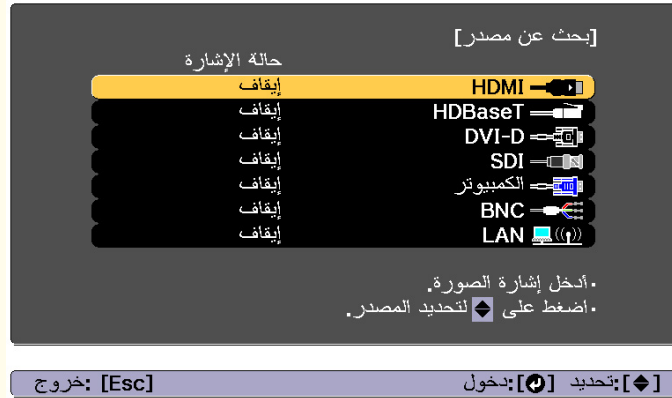 [بحث عن مصدر]
حالة الإشارة
HDMI إيقاف
HDBaseT إيقاف
DVI-D إيقاف
SDI إيقاف
الكمبيوتر إيقاف
BNC إيقاف
LAN إيقاف
·أدخل إشارة الصورة.
·اضغط على لتحديد المصدر.
[ ]:تحديد [ ]:دخول [Esc] :خروج